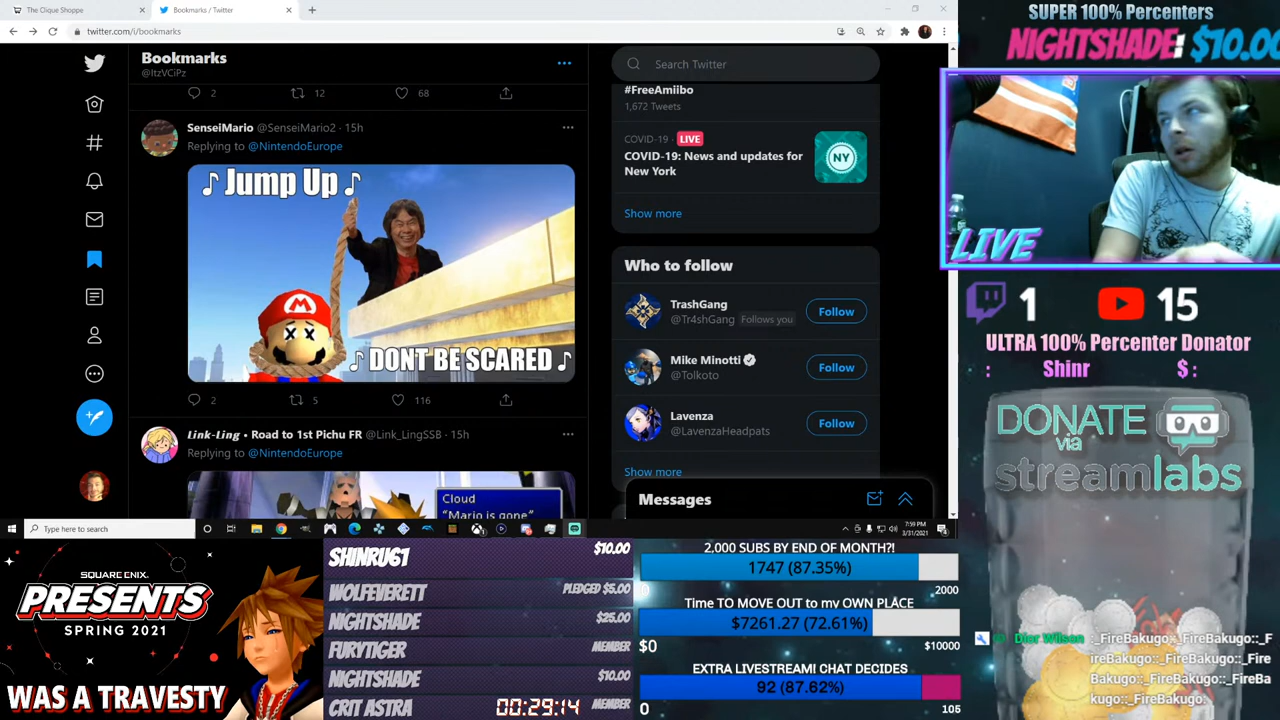 The Clique Shoppe
Bookmarks / Twitter
twitter.com/i/bookmarks
Bookmarks
@ItzVCiPz
2
12
68
SenseiMario @SenseiMario2 · 15h
Replying to @NintendoEurope
♪ Jump Up ♪
♪ DONT BE SCARED ♪
2
5
116
Link-Ling • Road to 1st Pichu FR @Link_LingSSB · 15h
Replying to @NintendoEurope
Cloud
“Mario is gone”
Search Twitter
#FreeAmiibo
1,672 Tweets
COVID-19 · LIVE
COVID-19: News and updates for
New York
NY
Show more
Who to follow
TrashGang
@Tr4shGang Follows you
Follow
Mike Minotti
@Tolkoto
Follow
Lavenza
@LavenzaHeadpats
Follow
Show more
Messages
Type here to search
7:59 PM
3/31/2021
SUPER 100% Percenters
NIGHTSHADE: $10.00
LIVE
1
15
ULTRA 100% Percenter Donator
: Shinr $ :
DONATE
via
streamlabs
Dior Wilson: _FireBakugo::_FireBakugo::_F
ireBakugo::_FireBakugo::_Fire
Bakugo::_FireBakugo::_FireBa
kugo:
SQUARE ENIX
PRESENTS
SPRING 2021
WAS A TRAVESTY
SHINRU61 $10.00
WOLFEVERETT PLEDGED $5.00
NIGHTSHADE $25.00
FURYTIGER MEMBER
NIGHTSHADE $10.00
CRIT ASTRA 00:29:14 MEMBER
2,000 SUBS BY END OF MONTH?!
1747 (87.35%)
0 2000
Time TO MOVE OUT to my OWN PLACE
$7261.27 (72.61%)
$0 $10000
EXTRA LIVESTREAM! CHAT DECIDES
92 (87.62%)
0 105